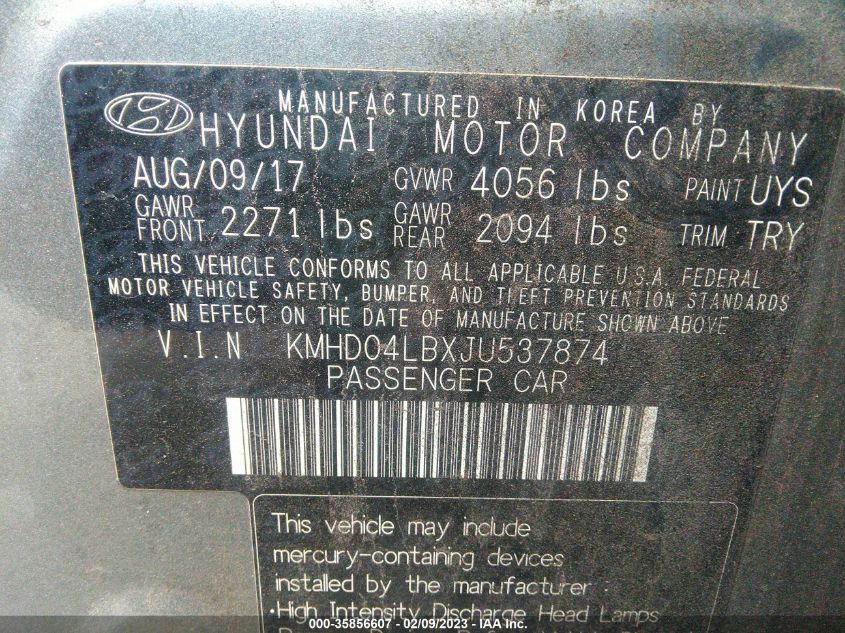 MANUFACTURED IN KOREA BY
HYUNDAI MOTOR COMPANY
AUG/09/17 GVWR 4056 lbs PAINT UYS
GAWR FRONT 2271 lbs GAWR REAR 2094 lbs TRIM TRY
THIS VEHICLE CONFORMS TO ALL APPLICABLE U.S.A. FEDERAL
MOTOR VEHICLE SAFETY, BUMPER, AND THEFT PREVENTION STANDARDS
IN EFFECT ON THE DATE OF MANUFACTURE SHOWN ABOVE
V.I.N KMHD04LBXJU537874
PASSENGER CAR
This vehicle may include
mercury-containing devices
installed by the manufacturer :
•High Intensity Discharge Head Lamps
000-35856607 - 02/09/2023 - IAA Inc.